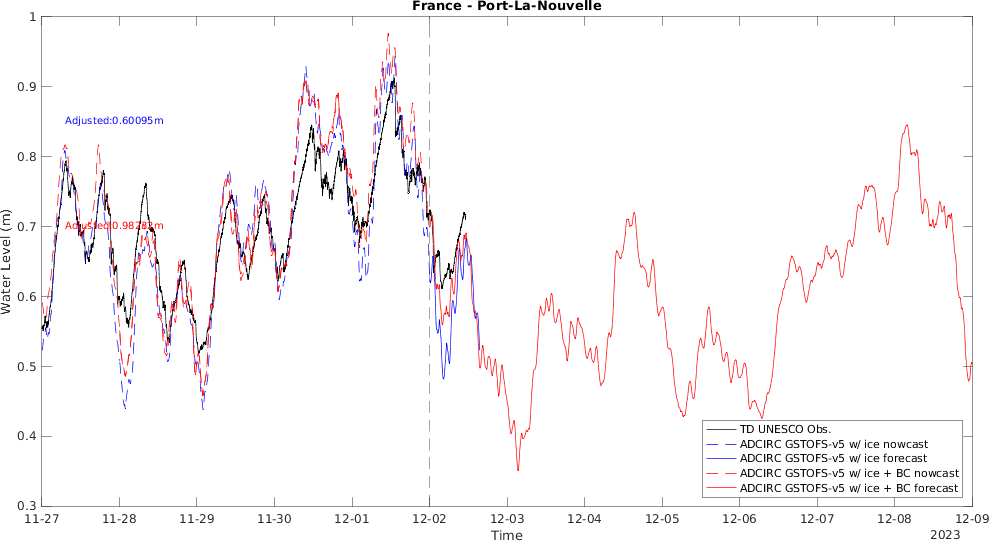 France - Port-La-Nouvelle
1
0.9
0.8
0.7
0.6
0.5
0.4
0.3
Water Level (m)
Adjusted:0.60095m
Adjusted:0.98282m
TD UNESCO Obs.
ADCIRC GSTOFS-v5 w/ ice nowcast
ADCIRC GSTOFS-v5 w/ ice forecast
ADCIRC GSTOFS-v5 w/ ice + BC nowcast
ADCIRC GSTOFS-v5 w/ ice + BC forecast
11-27 11-28 11-29 11-30 12-01 12-02 12-03 12-04 12-05 12-06 12-07 12-08 12-09
Time
2023